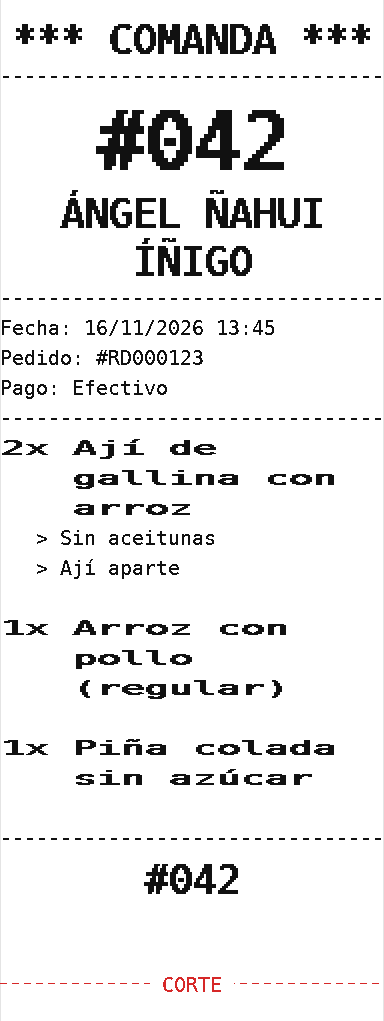 *** COMANDA ***
#042
ÁNGEL ÑAHUI
ÍÑIGO
Fecha: 16/11/2026 13:45
Pedido: #RD000123
Pago: Efectivo
2x Ají de
gallina con
arroz
> Sin aceitunas
> Ají aparte
1x Arroz con
pollo
(regular)
1x Piña colada
sin azúcar
#042
CORTE